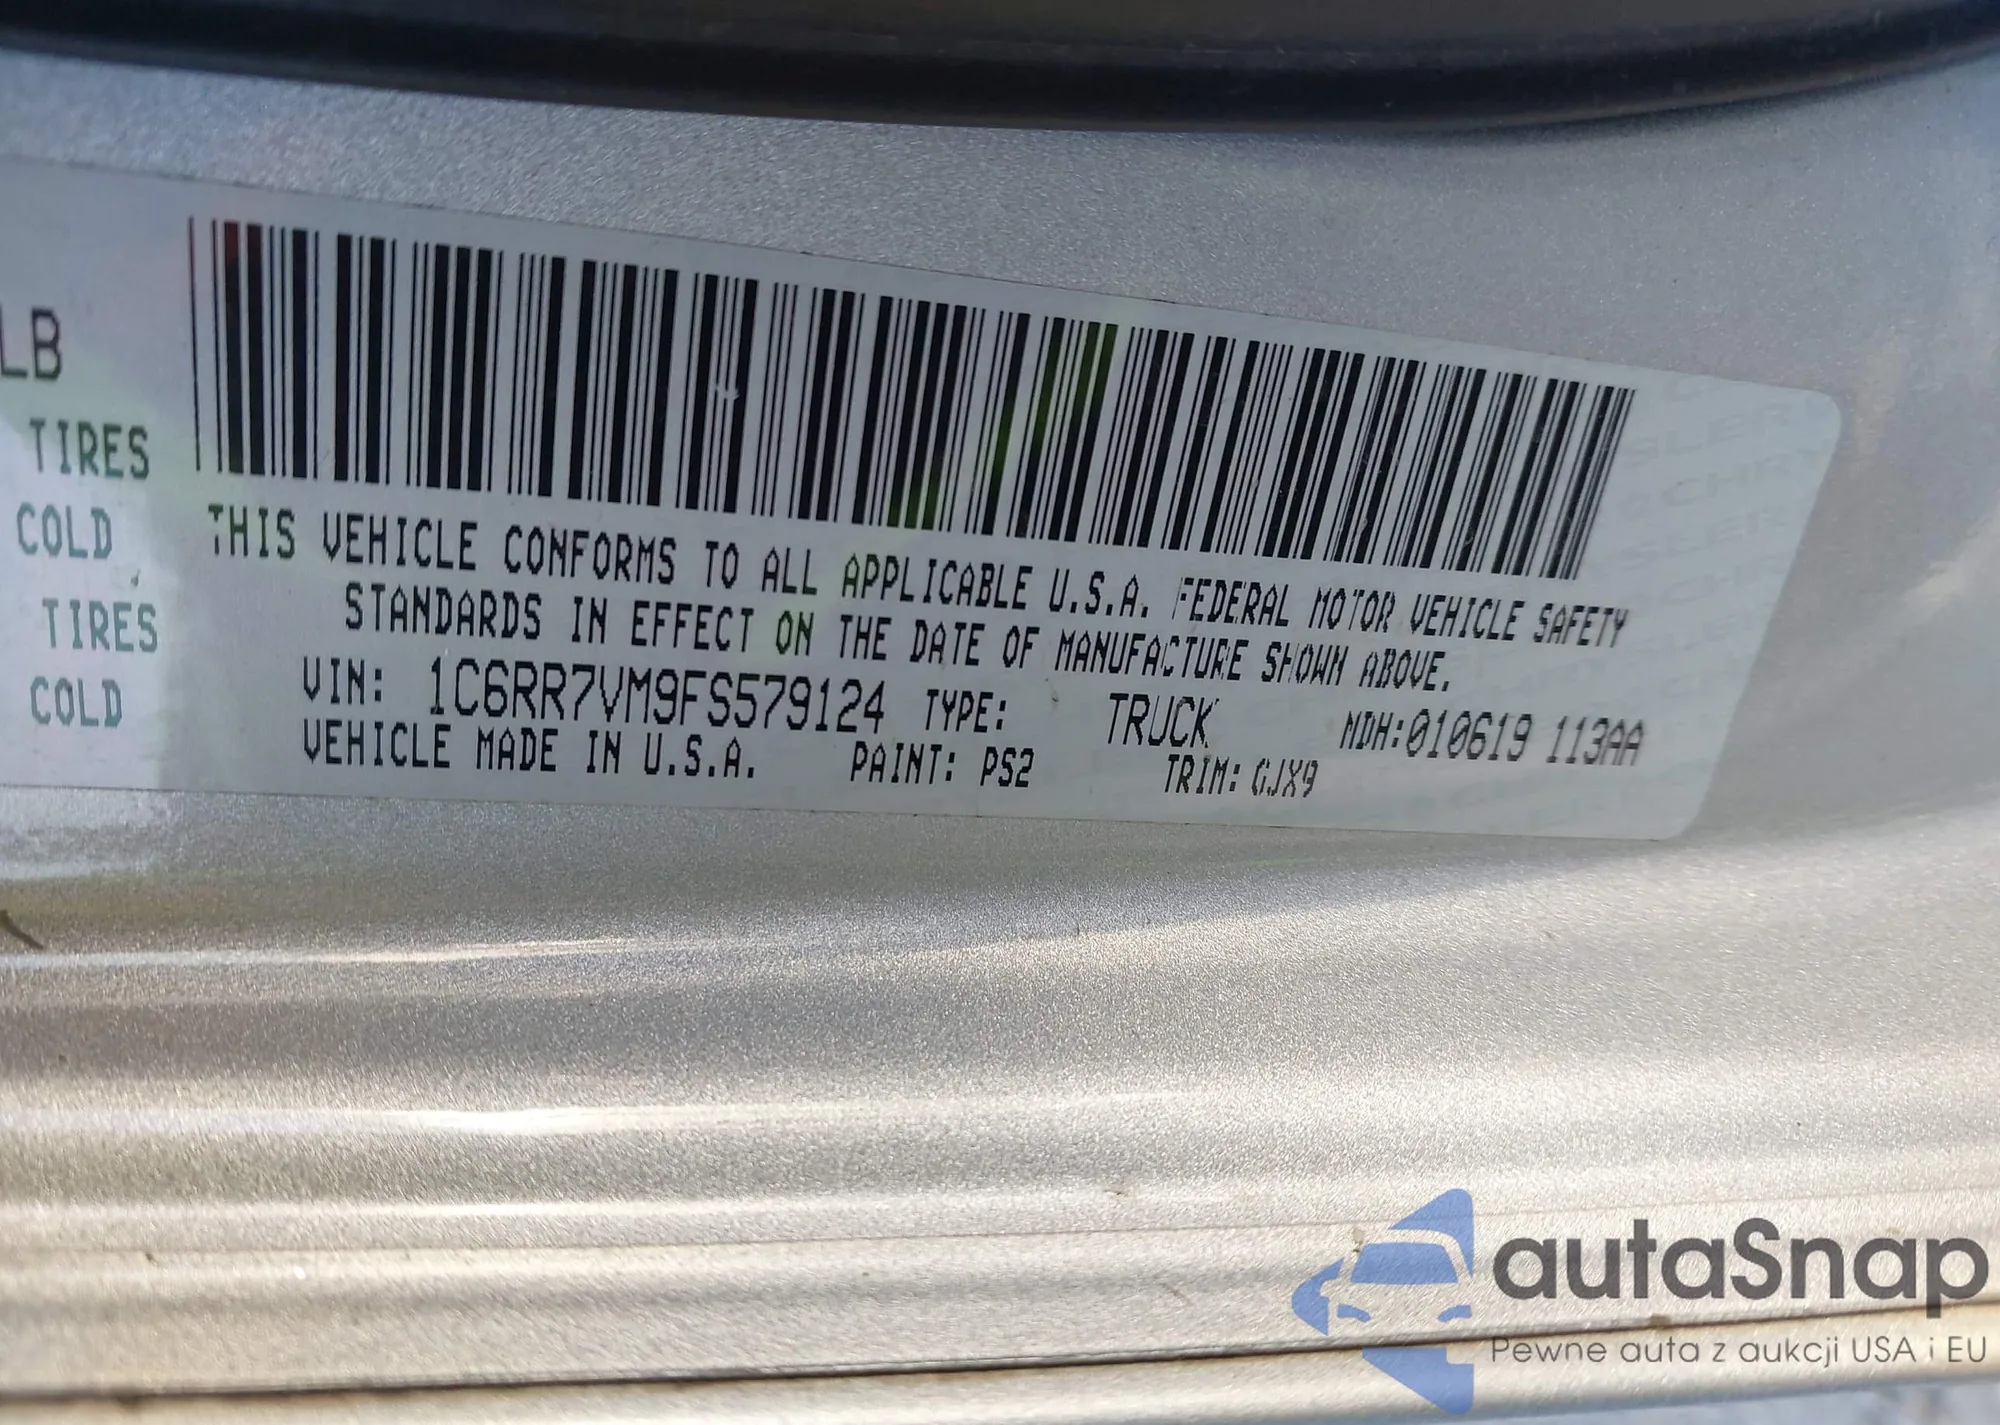 LB
TIRES
COLD
TIRES
COLD
THIS VEHICLE CONFORMS TO ALL APPLICABLE U.S.A. FEDERAL MOTOR VEHICLE SAFETY
STANDARDS IN EFFECT ON THE DATE OF MANUFACTURE SHOWN ABOVE.
VIN: 1C6RR7VM9FS579124 TYPE: TRUCK MDH:010619 113AA
VEHICLE MADE IN U.S.A. PAINT: PS2 TRIM: GJX9
autaSnap
Pewne auta z aukcji USA i EU